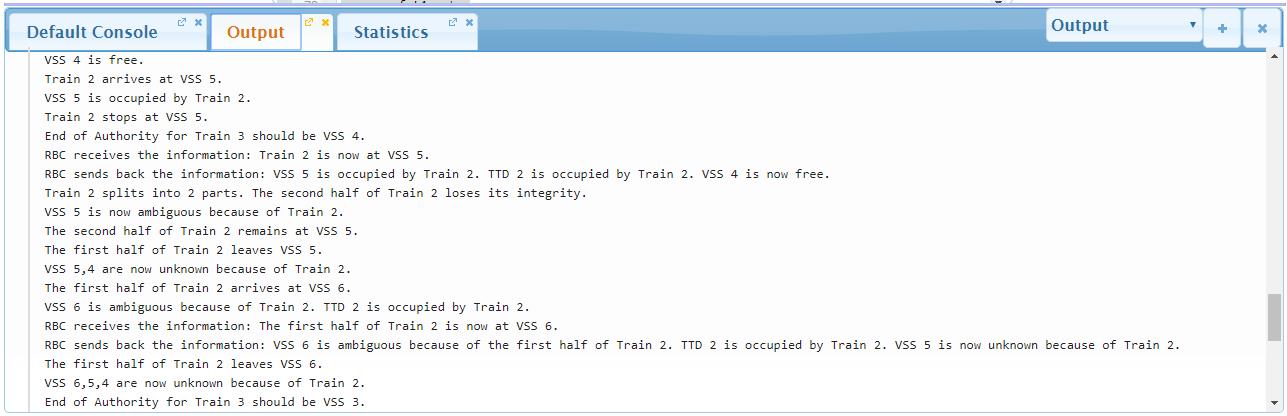 Default Console
Output
Statistics
Output
VSS 4 is free.
Train 2 arrives at VSS 5.
VSS 5 is occupied by Train 2.
Train 2 stops at VSS 5.
End of Authority for Train 3 should be VSS 4.
RBC receives the information: Train 2 is now at VSS 5.
RBC sends back the information: VSS 5 is occupied by Train 2. TTD 2 is occupied by Train 2. VSS 4 is now free.
Train 2 splits into 2 parts. The second half of Train 2 loses its integrity.
VSS 5 is now ambiguous because of Train 2.
The second half of Train 2 remains at VSS 5.
The first half of Train 2 leaves VSS 5.
VSS 5,4 are now unknown because of Train 2.
The first half of Train 2 arrives at VSS 6.
VSS 6 is ambiguous because of Train 2. TTD 2 is occupied by Train 2.
RBC receives the information: The first half of Train 2 is now at VSS 6.
RBC sends back the information: VSS 6 is ambiguous because of the first half of Train 2. TTD 2 is occupied by Train 2. VSS 5 is now unknown because of Train 2.
The first half of Train 2 leaves VSS 6.
VSS 6,5,4 are now unknown because of Train 2.
End of Authority for Train 3 should be VSS 3.